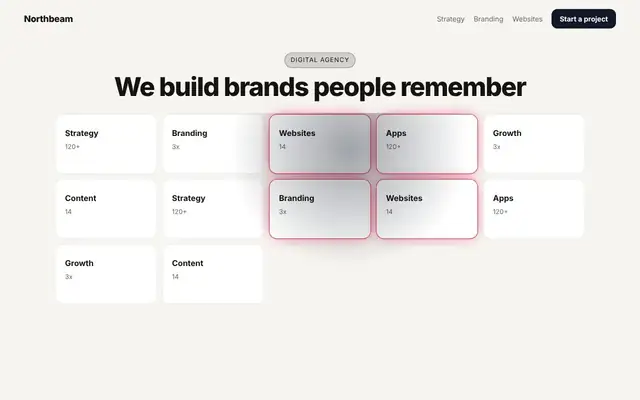 Northbeam
Strategy Branding Websites Start a project
DIGITAL AGENCY
We build brands people remember
Strategy
120+
Branding
3x
Websites
14
Apps
120+
Growth
3x
Content
14
Strategy
120+
Branding
3x
Websites
14
Apps
120+
Growth
3x
Content
14